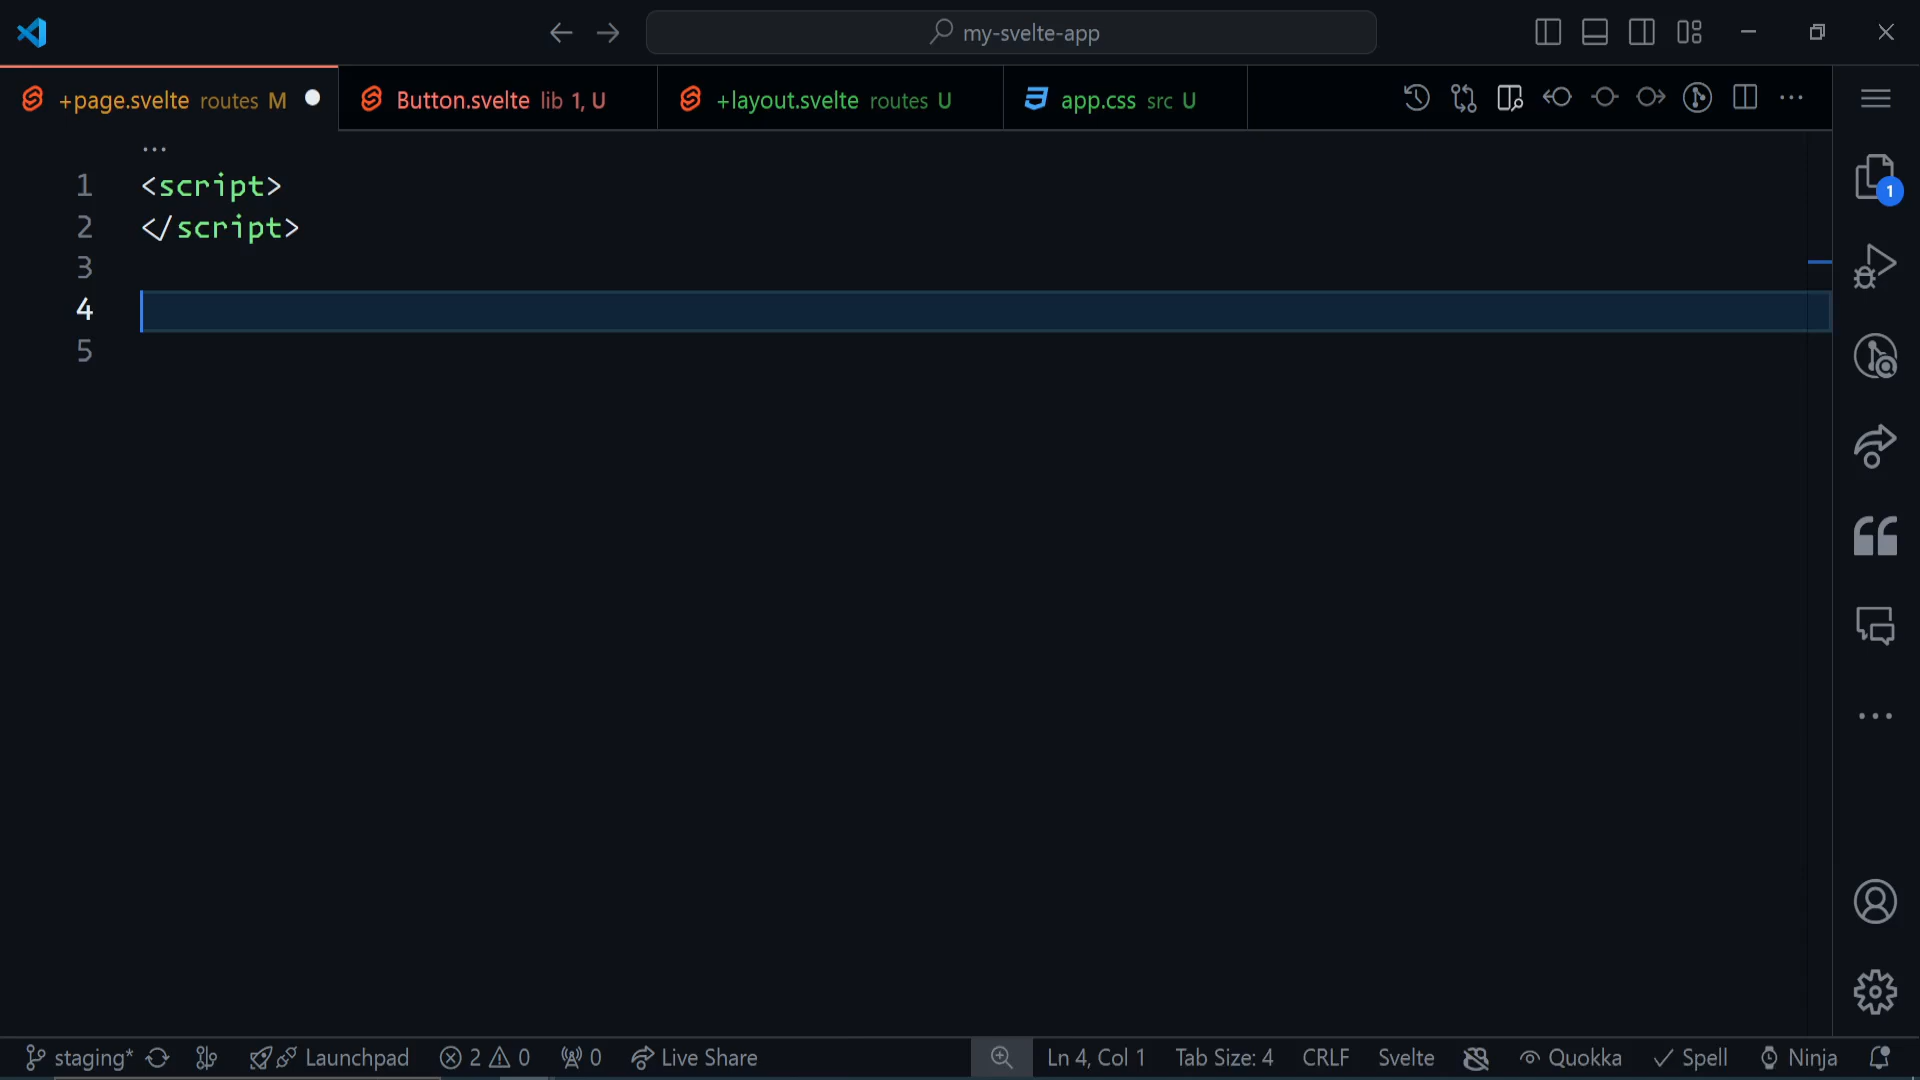 my-svelte-app
+page.svelte routes M
Button.svelte lib 1, U
+layout.svelte routes U
app.css src U
...
1 <script>
2 </script>
3
4
5
1
staging*
Launchpad
2 0
0
Live Share
Ln 4, Col 1
Tab Size: 4
CRLF
Svelte
Quokka
Spell
Ninja